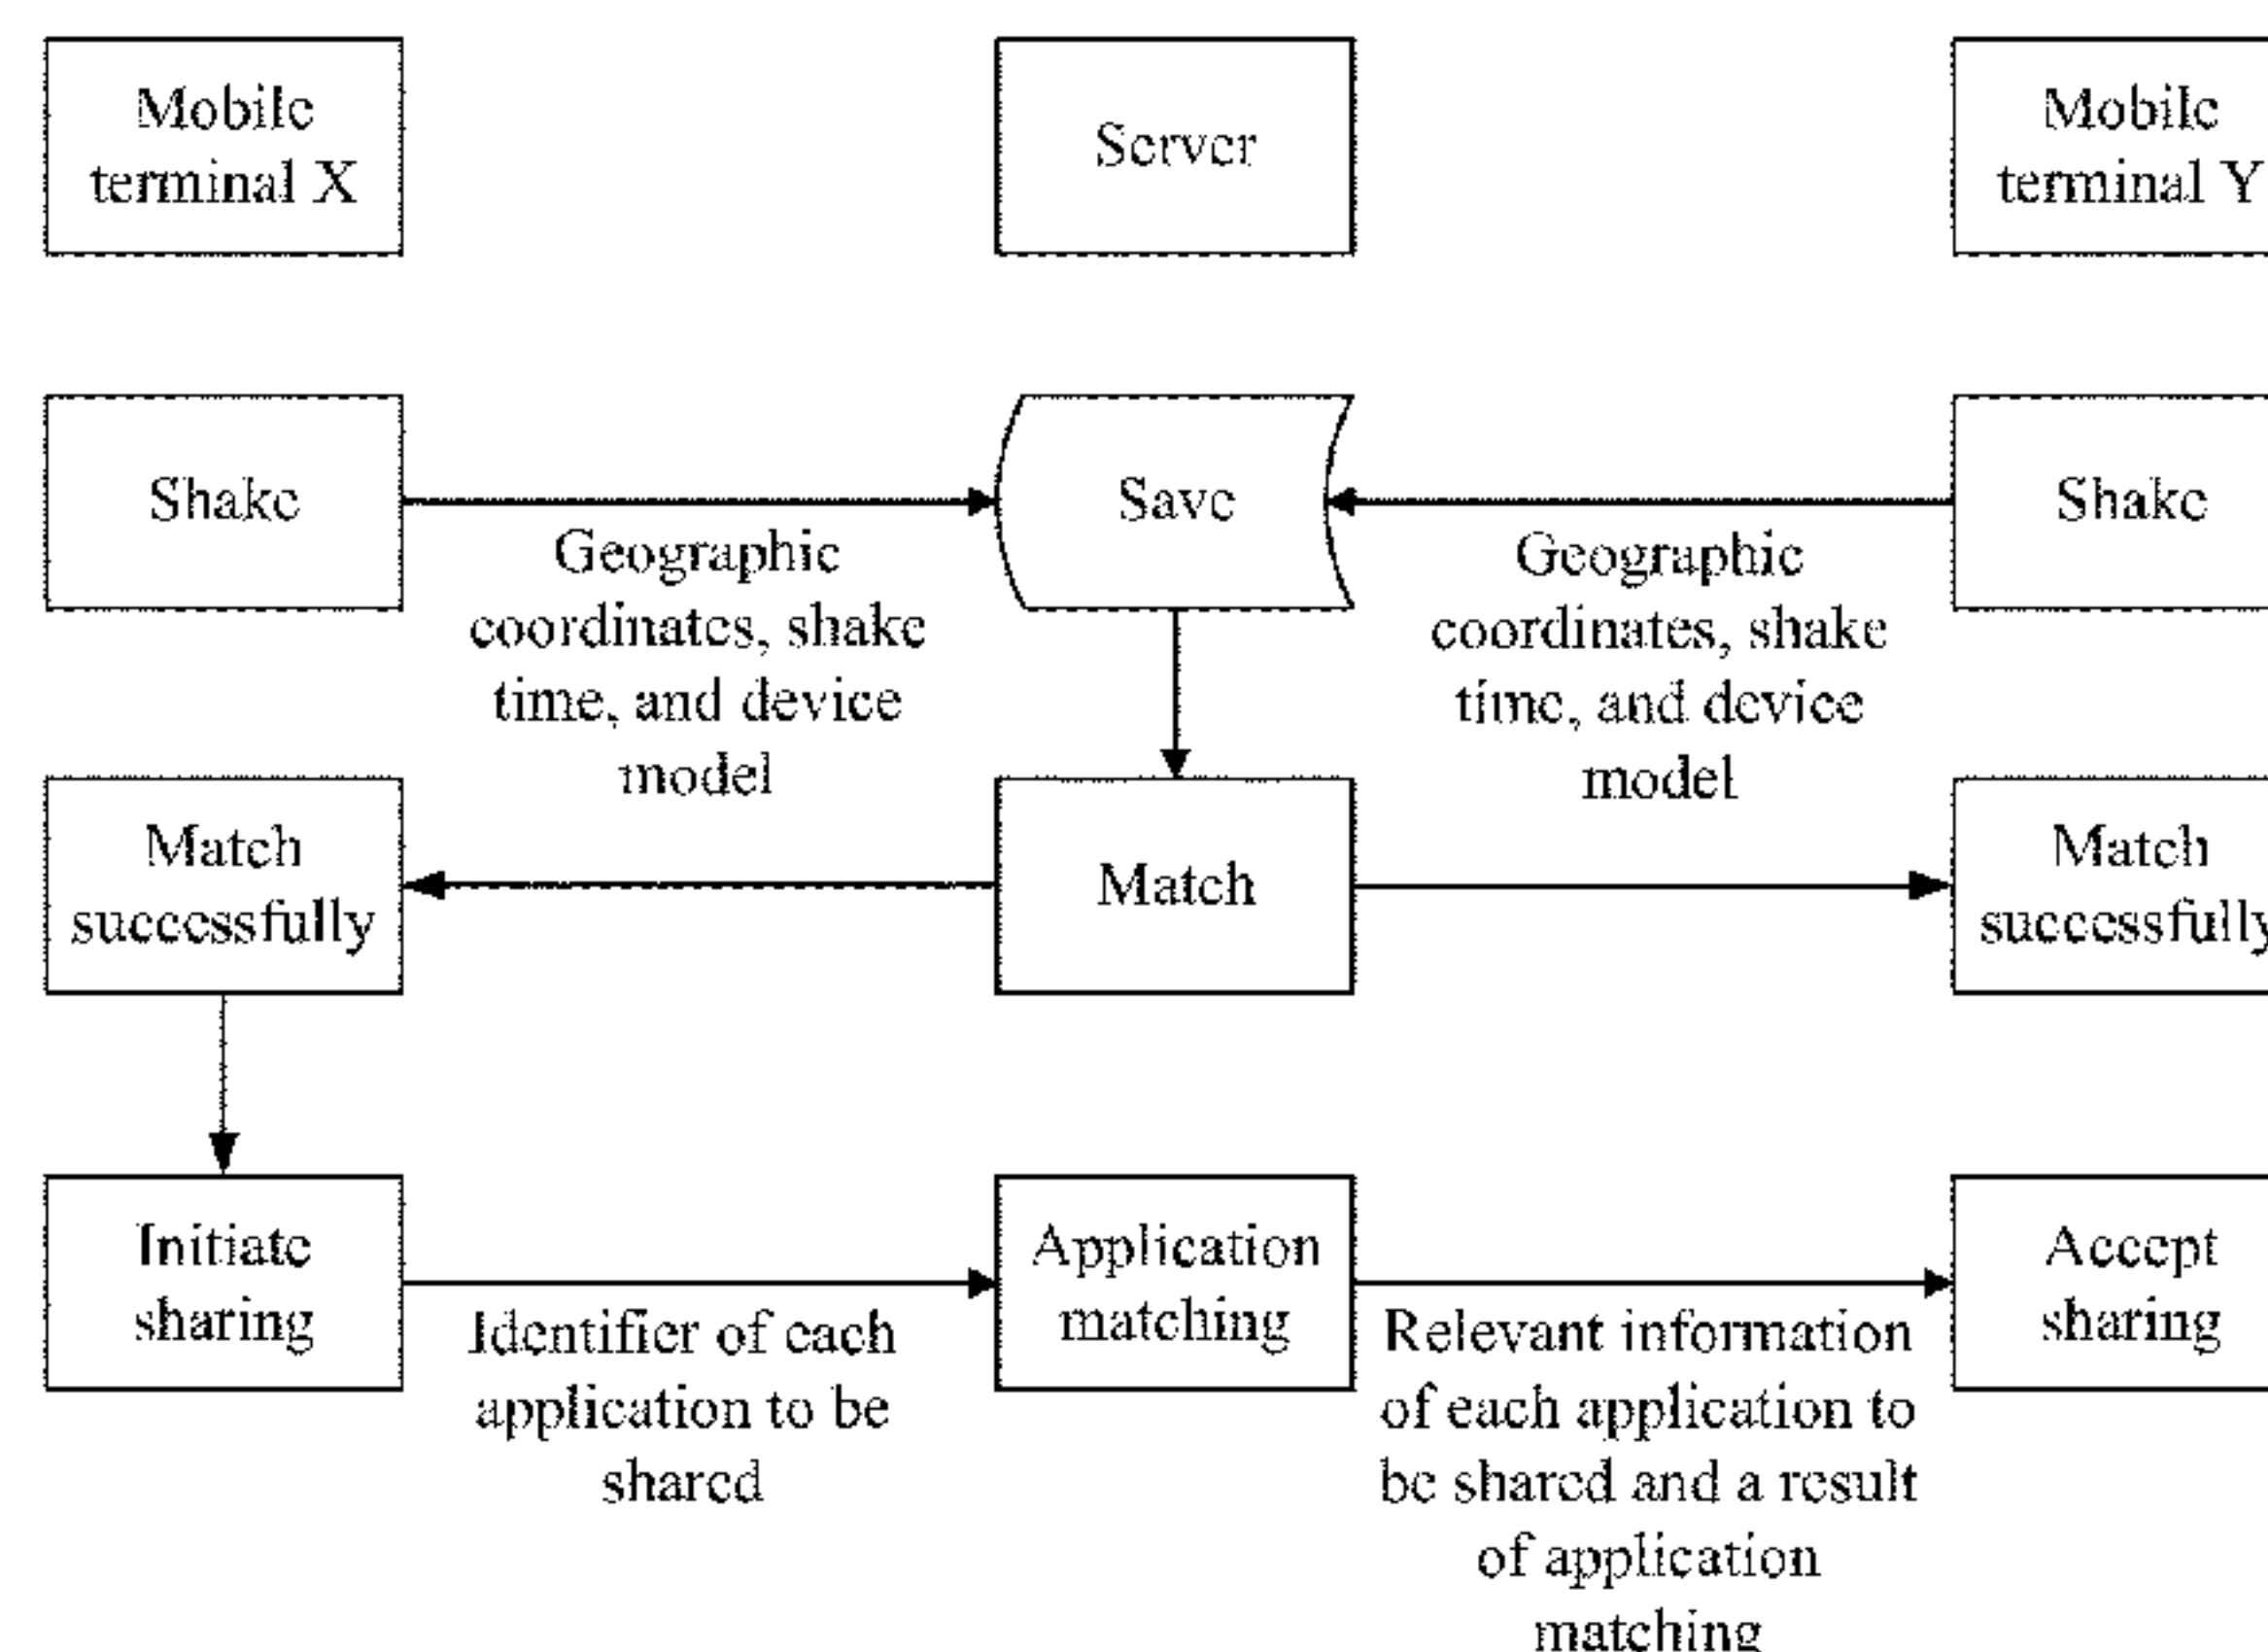 Mobile
terminal X
Server
Mobile
terminal Y
Shake
Geographic
coordinates, shake
time, and device
model
Save
Geographic
coordinates, shake
time, and device
model
Shake
Match
successfully
Match
Match
successfully
Initiate
sharing
Identifier of each
application to be
shared
Application
matching
Relevant information
of each application to
be shared and a result
of application
matching
Accept
sharing